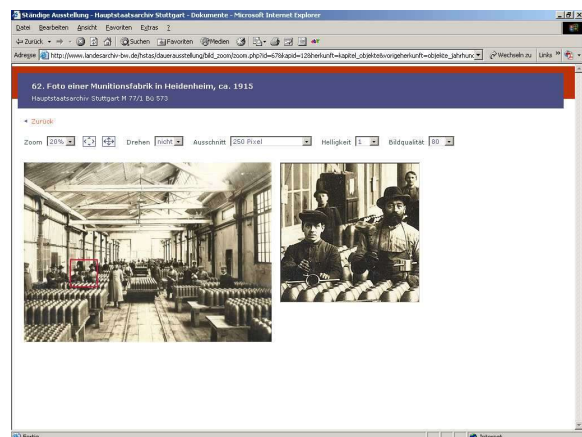 Ständige Ausstellung - Hauptstaatsarchiv Stuttgart - Dokumente - Microsoft Internet Explorer
Datei Bearbeiten Ansicht Favoriten Extras ?
Zurück Suchen Favoriten Medien
Adresse http://www.landesarchiv-bw.de/hstas/dauerausstellung/bild_zoom/zoom.php?id=67&kapid=12&herkunft=kapitel_objekte&vorigeherkunft=objekte_jahrhund Wechseln zu Links »
62. Foto einer Munitionsfabrik in Heidenheim, ca. 1915
Hauptstaatsarchiv Stuttgart M 77/1 Bü 573
Zurück
Zoom 20% Drehen nicht Ausschnitt 250 Pixel Helligkeit 1 Bildqualität 80
Fertig Internet